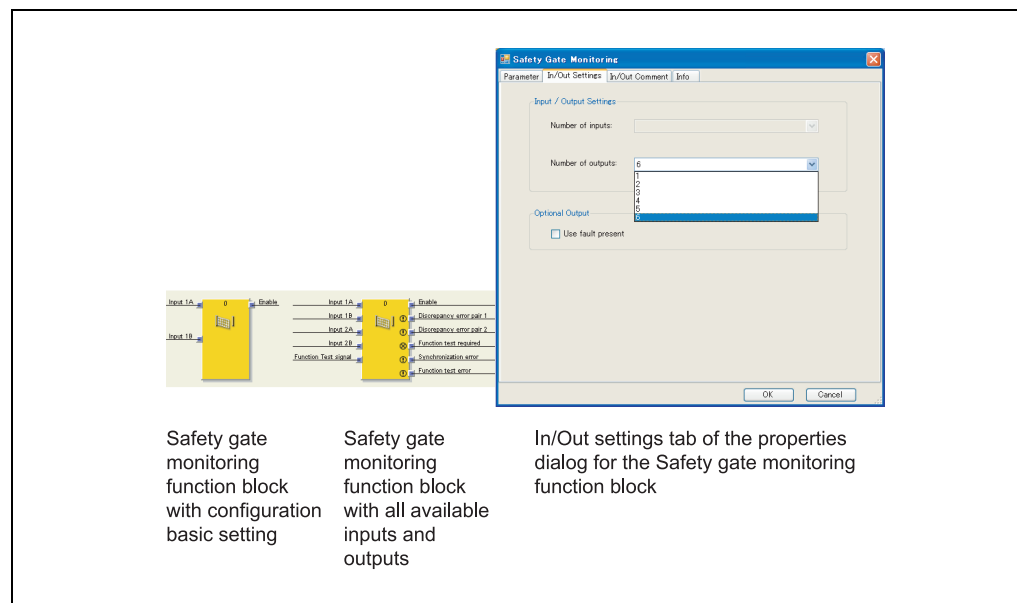 Safety Gate Monitoring
Parameter In/Out Settings In/Out Comment Info
Input / Output Settings
Number of inputs:
Number of outputs: 6
1
2
3
4
5
6
Optional Output
Use fault present
OK Cancel
Input 1A 0 Enable
Input 1B
Input 1A 0 Enable
Input 1B Discrepancy error pair 1
Input 2A Discrepancy error pair 2
Input 2B Function test required
Function Test signal Synchronization error
Function test error
Safety gate
monitoring
function block
with configuration
basic setting
Safety gate
monitoring
function block
with all available
inputs and
outputs
In/Out settings tab of the properties
dialog for the Safety gate monitoring
function block